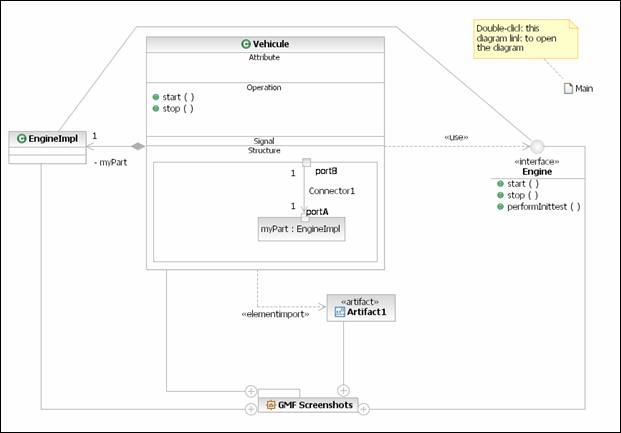 Double-click: this
diagram link: to open
the diagram
Main
Vehicule
Attribute
Operation
start ( )
stop ( )
Signal
Structure
EngineImpl
1
- myPart
«use»
«interface»
Engine
start ( )
stop ( )
performInittest ( )
portB
1
Connector1
1
portA
myPart : EngineImpl
«elementimport»
«artifact»
Artifact1
GMF Screenshots